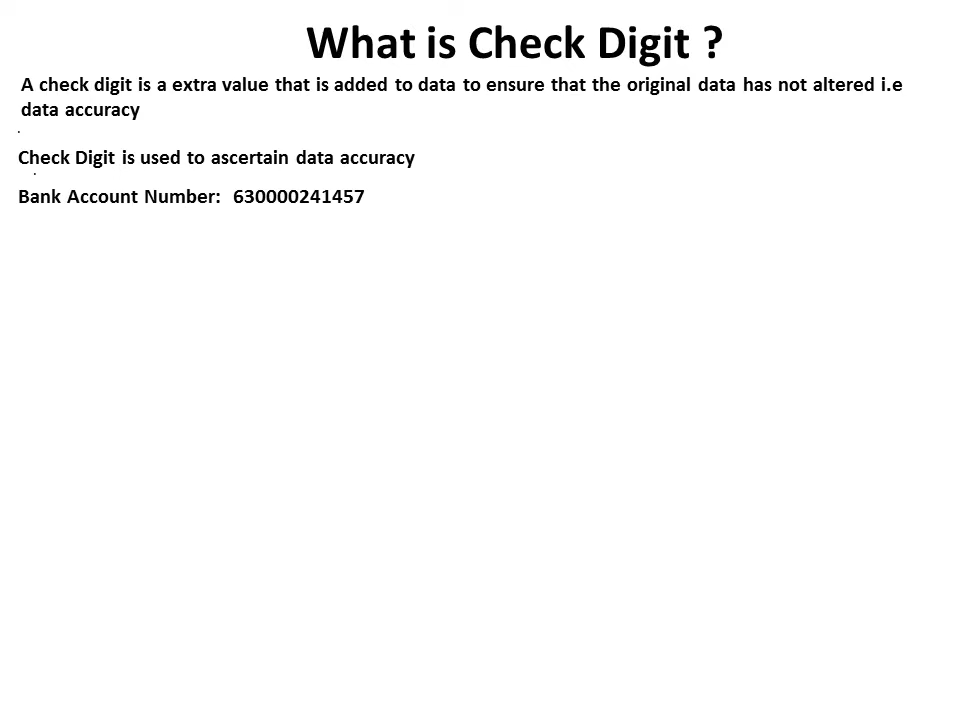 What is Check Digit ?
A check digit is a extra value that is added to data to ensure that the original data has not altered i.e
data accuracy
.
Check Digit is used to ascertain data accuracy
.
Bank Account Number: 630000241457